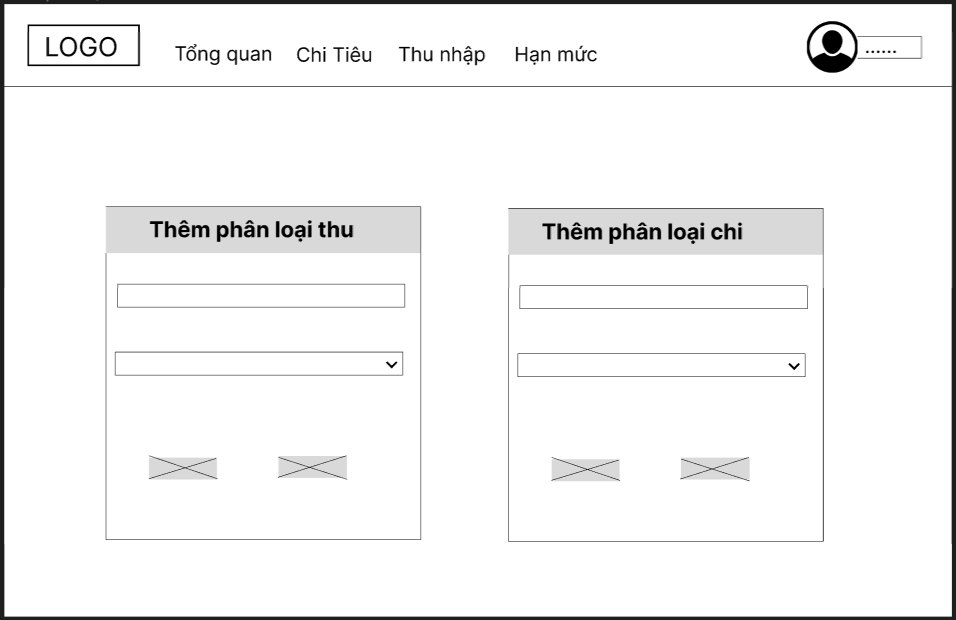 LOGO
Tổng quan
Chi Tiêu
Thu nhập
Hạn mức
......
Thêm phân loại thu
Thêm phân loại chi